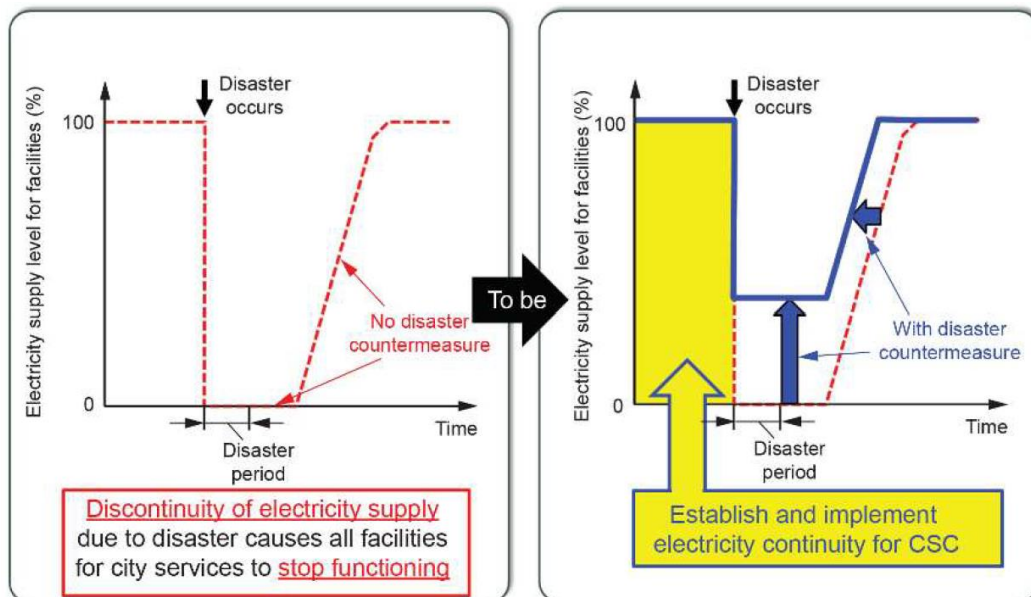 Electricity supply level for facilities (%)
100
0
Disaster
occurs
No disaster
countermeasure
Time
Disaster
period
Discontinuity of electricity supply
due to disaster causes all facilities
for city services to stop functioning
To be
Electricity supply level for facilities (%)
100
0
Disaster
occurs
With disaster
countermeasure
Time
Disaster
period
Establish and implement
electricity continuity for CSC